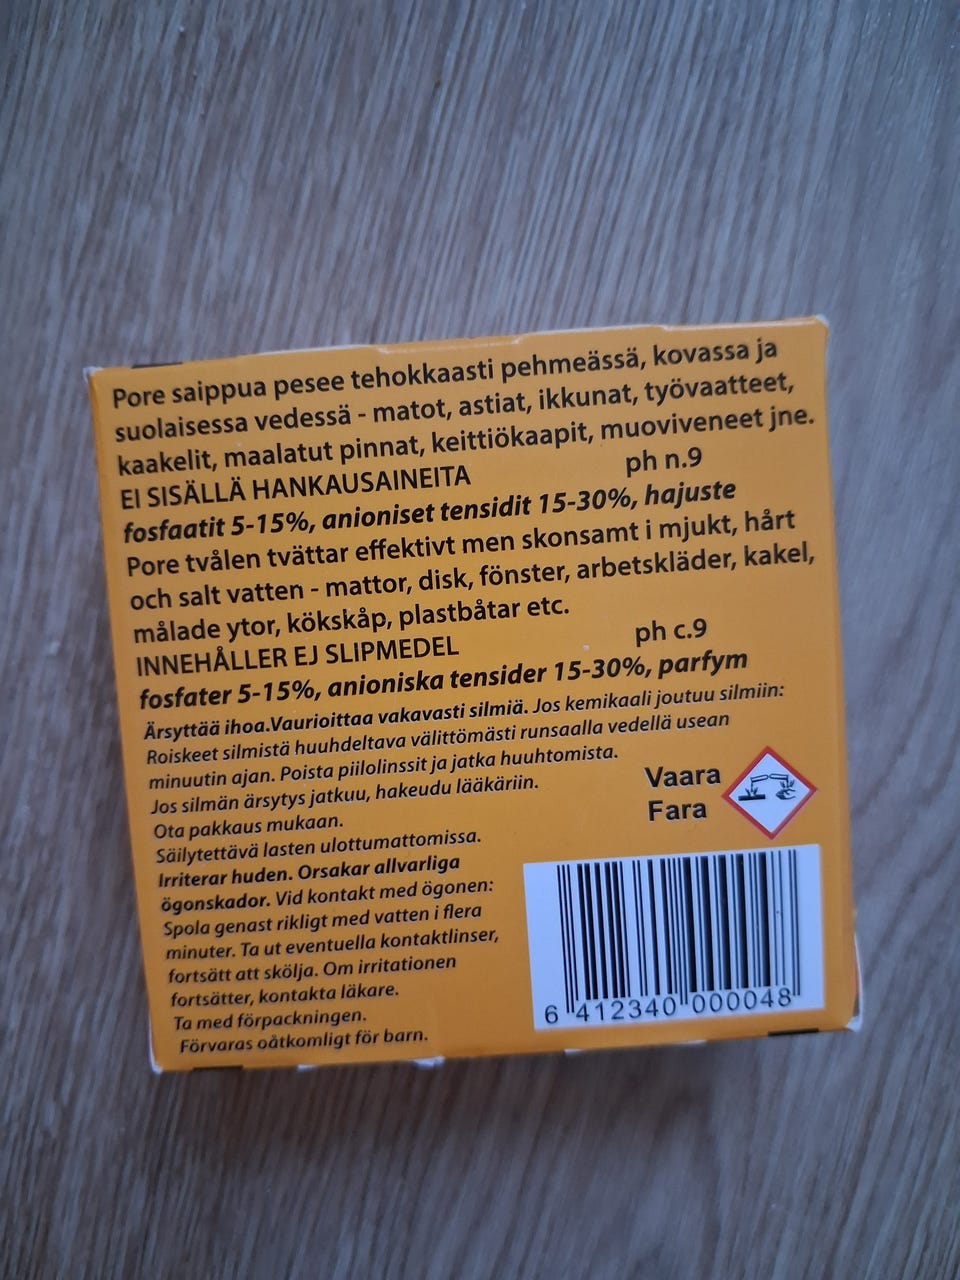 Pore saippua pesee tehokkaasti pehmeässä, kovassa ja
suolaisessa vedessä - matot, astiat, ikkunat, työvaatteet,
kaakelit, maalatut pinnat, keittiökaapit, muoviveneet jne.
EI SISÄLLÄ HANKAUSAINEITA ph n.9
fosfaatit 5-15%, anioniset tensidit 15-30%, hajuste
Pore tvålen tvättar effektivt men skonsamt i mjukt, hårt
och salt vatten - mattor, disk, fönster, arbetskläder, kakel,
målade ytor, kökskåp, plastbåtar etc.
INNEHÅLLER EJ SLIPMEDEL ph c.9
fosfater 5-15%, anioniska tensider 15-30%, parfym
Ärsyttää ihoa.Vaurioittaa vakavasti silmiä. Jos kemikaali joutuu silmiin:
Roiskeet silmistä huuhdeltava välittömästi runsaalla vedellä usean
minuutin ajan. Poista piilolinssit ja jatka huuhtomista.
Jos silmän ärsytys jatkuu, hakeudu lääkäriin.
Ota pakkaus mukaan.
Säilytettävä lasten ulottumattomissa.
Irriterar huden. Orsakar allvarliga
ögonskador. Vid kontakt med ögonen:
Spola genast rikligt med vatten i flera
minuter. Ta ut eventuella kontaktlinser,
fortsätt att skölja. Om irritationen
fortsätter, kontakta läkare.
Ta med förpackningen.
Förvaras oåtkomligt för barn.
Vaara
Fara
6 412340 000048